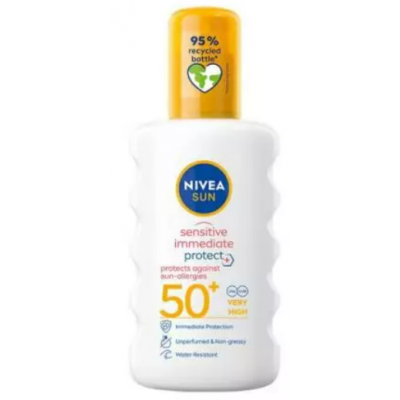 95%
recycled
bottle*
NIVEA
SUN
sensitive
immediate
protect+
protects against
sun-allergies
50+
VERY
HIGH
Immediate Protection
Unperfumed & Non-greasy
Water Resistant